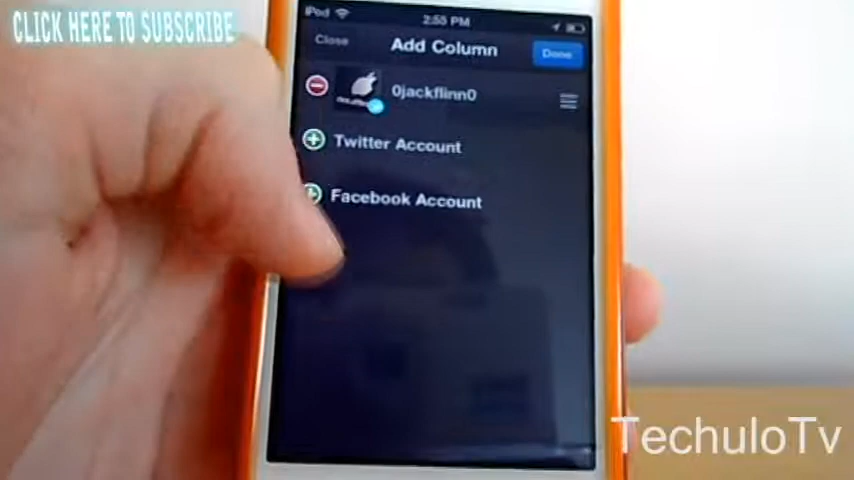 CLICK HERE TO SUBSCRIBE
iPod 2:55 PM
Close Add Column Done
0jackflinn0
Twitter Account
Facebook Account
TechuloTv